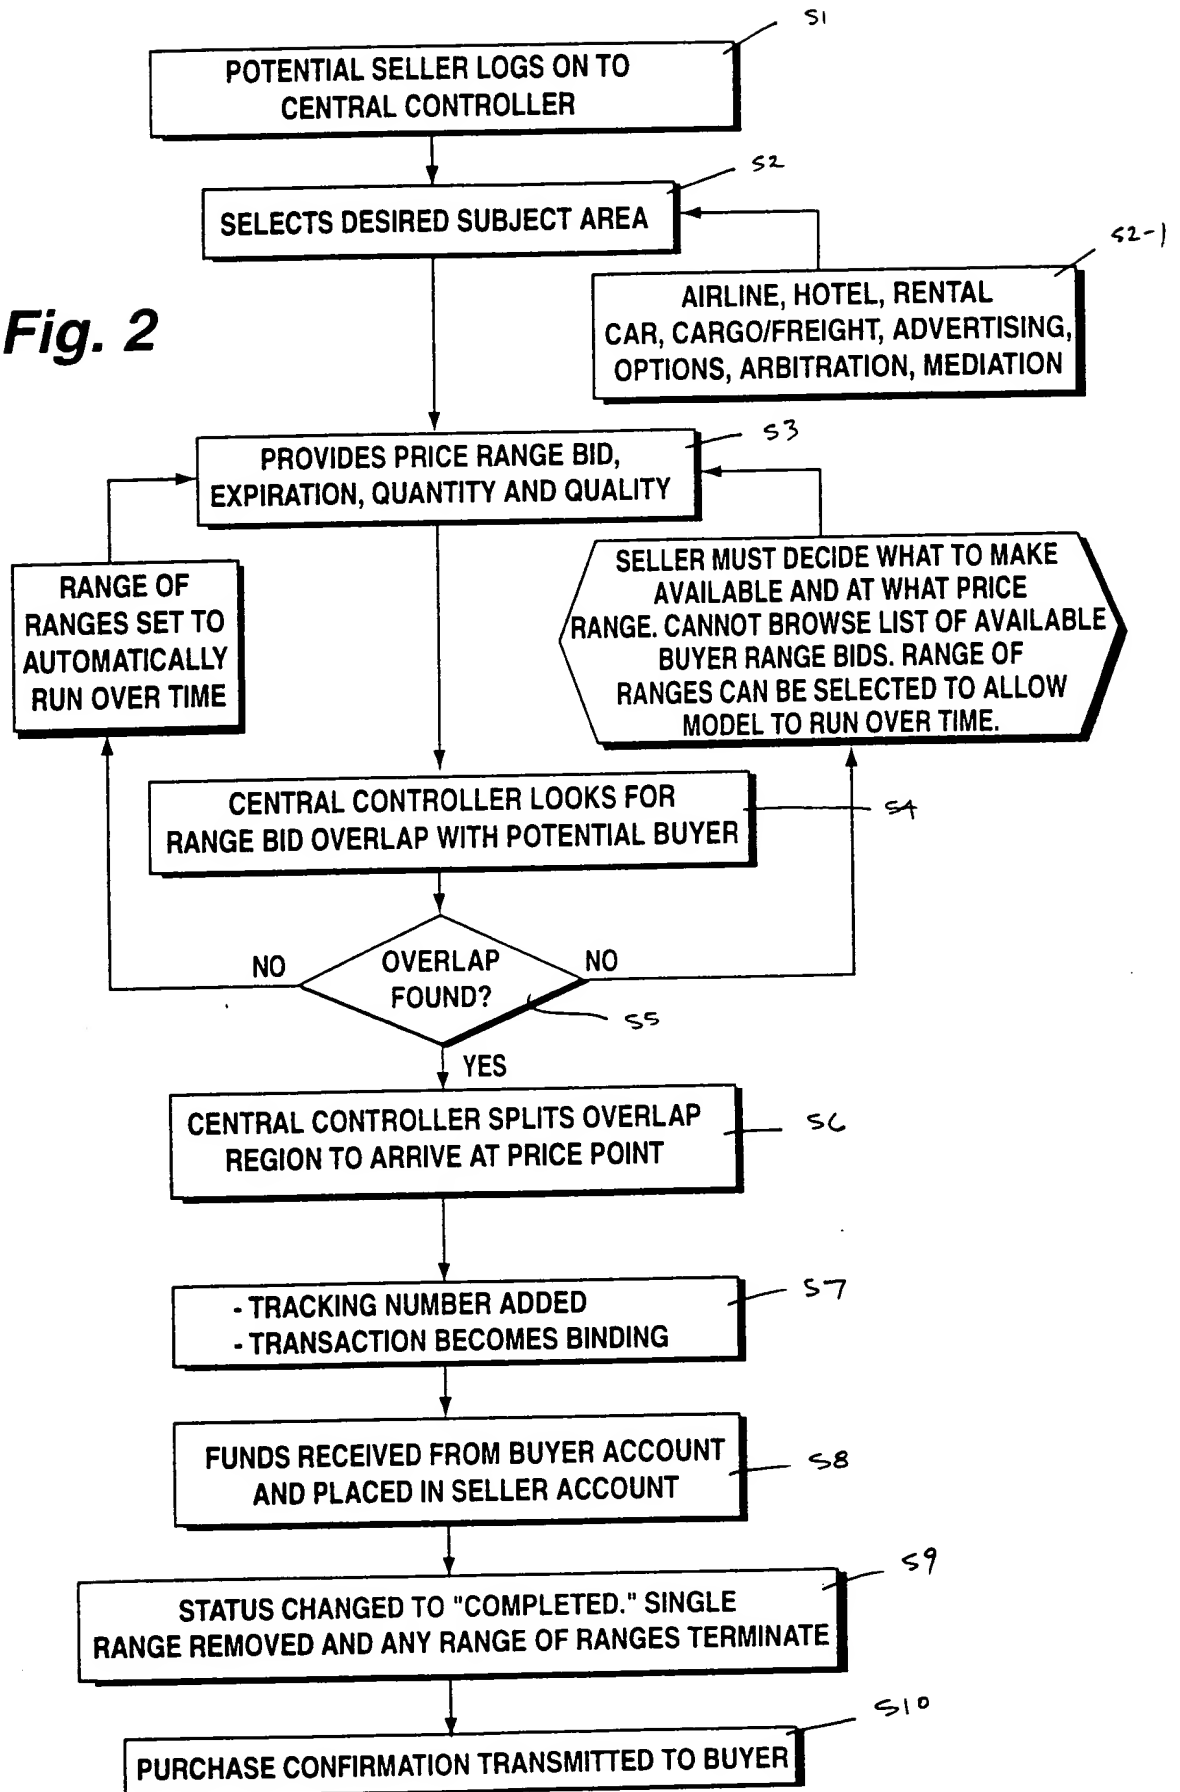 S1
POTENTIAL SELLER LOGS ON TO
CENTRAL CONTROLLER
S2
SELECTS DESIRED SUBJECT AREA
S2-1
AIRLINE, HOTEL, RENTAL
CAR, CARGO/FREIGHT, ADVERTISING,
OPTIONS, ARBITRATION, MEDIATION
Fig. 2
S3
PROVIDES PRICE RANGE BID,
EXPIRATION, QUANTITY AND QUALITY
RANGE OF
RANGES SET TO
AUTOMATICALLY
RUN OVER TIME
SELLER MUST DECIDE WHAT TO MAKE
AVAILABLE AND AT WHAT PRICE
RANGE. CANNOT BROWSE LIST OF AVAILABLE
BUYER RANGE BIDS. RANGE OF
RANGES CAN BE SELECTED TO ALLOW
MODEL TO RUN OVER TIME.
CENTRAL CONTROLLER LOOKS FOR
RANGE BID OVERLAP WITH POTENTIAL BUYER
S4
NO
OVERLAP
FOUND?
NO
S5
YES
CENTRAL CONTROLLER SPLITS OVERLAP
REGION TO ARRIVE AT PRICE POINT
S6
- TRACKING NUMBER ADDED
- TRANSACTION BECOMES BINDING
S7
FUNDS RECEIVED FROM BUYER ACCOUNT
AND PLACED IN SELLER ACCOUNT
S8
S9
STATUS CHANGED TO "COMPLETED." SINGLE
RANGE REMOVED AND ANY RANGE OF RANGES TERMINATE
S10
PURCHASE CONFIRMATION TRANSMITTED TO BUYER